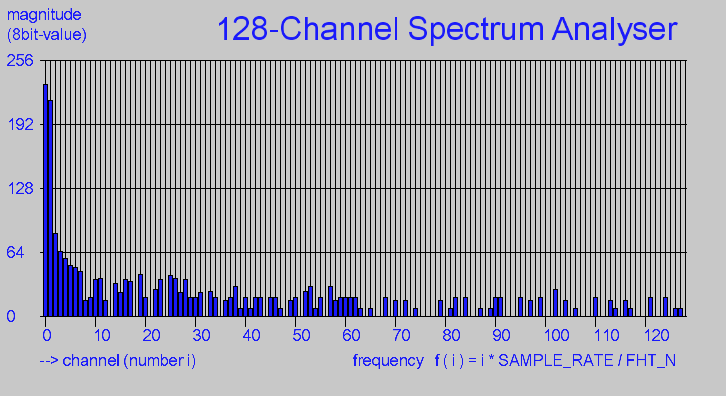 magnitude
(8bit-value)
128-Channel Spectrum Analyser
256
192
128
64
0
0 10 20 30 40 50 60 70 80 90 100 110 120
--> channel (number i)
frequency f ( i ) = i * SAMPLE_RATE / FHT_N